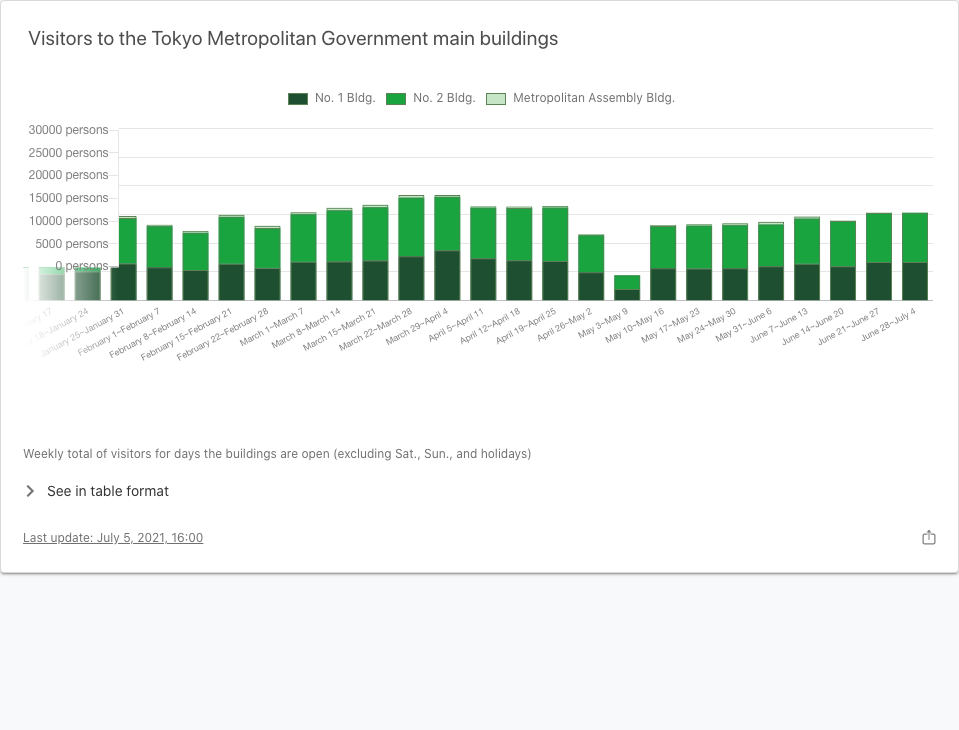 Visitors to the Tokyo Metropolitan Government main buildings
No. 1 Bldg. No. 2 Bldg. Metropolitan Assembly Bldg.
30000 persons
25000 persons
20000 persons
15000 persons
10000 persons
5000 persons
0 persons
17
18~January 24
January 25~January 31
February 1~February 7
February 8~February 14
February 15~February 21
February 22~February 28
March 1~March 7
March 8~March 14
March 15~March 21
March 22~March 28
March 29~April 4
April 5~April 11
April 12~April 18
April 19~April 25
April 26~May 2
May 3~May 9
May 10~May 16
May 17~May 23
May 24~May 30
May 31~June 6
June 7~June 13
June 14~June 20
June 21~June 27
June 28~July 4
Weekly total of visitors for days the buildings are open (excluding Sat., Sun., and holidays)
See in table format
Last update: July 5, 2021, 16:00